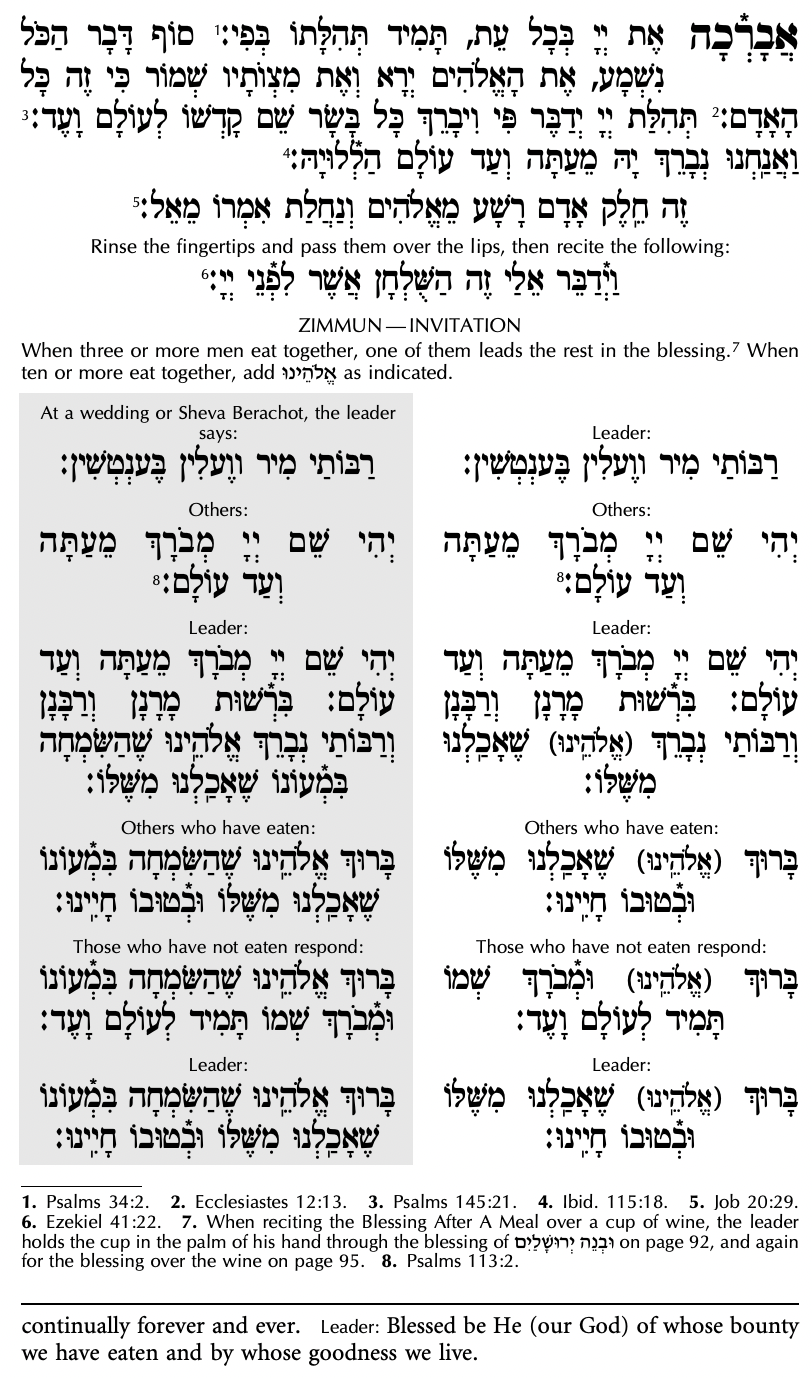 אֲבָרְכָה אֶת יְיָ בְּכָל עֵת, תָּמִיד תְּהִלָּתוֹ בְּפִי:1 סוֹף דָּבָר הַכֹּל
נִשְׁמָע, אֶת הָאֱלֹהִים יְרָא וְאֶת מִצְוֹתָיו שְׁמוֹר כִּי זֶה כָּל
הָאָדָם:2 תְּהִלַּת יְיָ יְדַבֶּר פִּי וִיבָרֵךְ כָּל בָּשָׂר שֵׁם קָדְשׁוֹ לְעוֹלָם וָעֶד:3
וַאֲנַחְנוּ נְבָרֵךְ יָהּ מֵעַתָּה וְעַד עוֹלָם הַלְלוּיָהּ:4
זֶה חֵלֶק אָדָם רָשָׁע מֵאֱלֹהִים וְנַחֲלַת אִמְרוֹ מֵאֵל:5
Rinse the fingertips and pass them over the lips, then recite the following:
וַיְדַבֵּר אֵלַי זֶה הַשֻּׁלְחָן אֲשֶׁר לִפְנֵי יְיָ:6
ZIMMUN — INVITATION
When three or more men eat together, one of them leads the rest in the blessing.7 When
ten or more eat together, add אֱלֹהֵינוּ as indicated.
Leader:
רַבּוֹתַי מִיר וֶועלִין בֶּענְטְשִׁין:
Others:
יְהִי שֵׁם יְיָ מְבֹרָךְ מֵעַתָּה
וְעַד עוֹלָם:8
Leader:
יְהִי שֵׁם יְיָ מְבֹרָךְ מֵעַתָּה וְעַד
עוֹלָם: בִּרְשׁוּת מָרָנָן וְרַבָּנָן
וְרַבּוֹתַי נְבָרֵךְ (אֱלֹהֵינוּ) שֶׁאָכַלְנוּ
מִשֶּׁלּוֹ:
Others who have eaten:
בָּרוּךְ (אֱלֹהֵינוּ) שֶׁאָכַלְנוּ מִשֶּׁלּוֹ
וּבְטוּבוֹ חָיִינוּ:
Those who have not eaten respond:
בָּרוּךְ (אֱלֹהֵינוּ) וּמְבֹרָךְ שְׁמוֹ
תָּמִיד לְעוֹלָם וָעֶד:
Leader:
בָּרוּךְ (אֱלֹהֵינוּ) שֶׁאָכַלְנוּ מִשֶּׁלּוֹ
וּבְטוּבוֹ חָיִינוּ:
At a wedding or Sheva Berachot, the leader
says:
רַבּוֹתַי מִיר וֶועלִין בֶּענְטְשִׁין:
Others:
יְהִי שֵׁם יְיָ מְבֹרָךְ מֵעַתָּה
וְעַד עוֹלָם:8
Leader:
יְהִי שֵׁם יְיָ מְבֹרָךְ מֵעַתָּה וְעַד
עוֹלָם: בִּרְשׁוּת מָרָנָן וְרַבָּנָן
וְרַבּוֹתַי נְבָרֵךְ אֱלֹהֵינוּ שֶׁהַשִּׂמְחָה
בִּמְעוֹנוֹ שֶׁאָכַלְנוּ מִשֶּׁלּוֹ:
Others who have eaten:
בָּרוּךְ אֱלֹהֵינוּ שֶׁהַשִּׂמְחָה בִּמְעוֹנוֹ
שֶׁאָכַלְנוּ מִשֶּׁלּוֹ וּבְטוּבוֹ חָיִינוּ:
Those who have not eaten respond:
בָּרוּךְ אֱלֹהֵינוּ שֶׁהַשִּׂמְחָה בִּמְעוֹנוֹ
וּמְבֹרָךְ שְׁמוֹ תָּמִיד לְעוֹלָם וָעֶד:
Leader:
בָּרוּךְ אֱלֹהֵינוּ שֶׁהַשִּׂמְחָה בִּמְעוֹנוֹ
שֶׁאָכַלְנוּ מִשֶּׁלּוֹ וּבְטוּבוֹ חָיִינוּ:
1. Psalms 34:2. 2. Ecclesiastes 12:13. 3. Psalms 145:21. 4. Ibid. 115:18. 5. Job 20:29.
6. Ezekiel 41:22. 7. When reciting the Blessing After A Meal over a cup of wine, the leader
holds the cup in the palm of his hand through the blessing of וּבְנֵה יְרוּשָׁלַיִם on page 92, and again
for the blessing over the wine on page 95. 8. Psalms 113:2.
continually forever and ever. Leader: Blessed be He (our God) of whose bounty
we have eaten and by whose goodness we live.